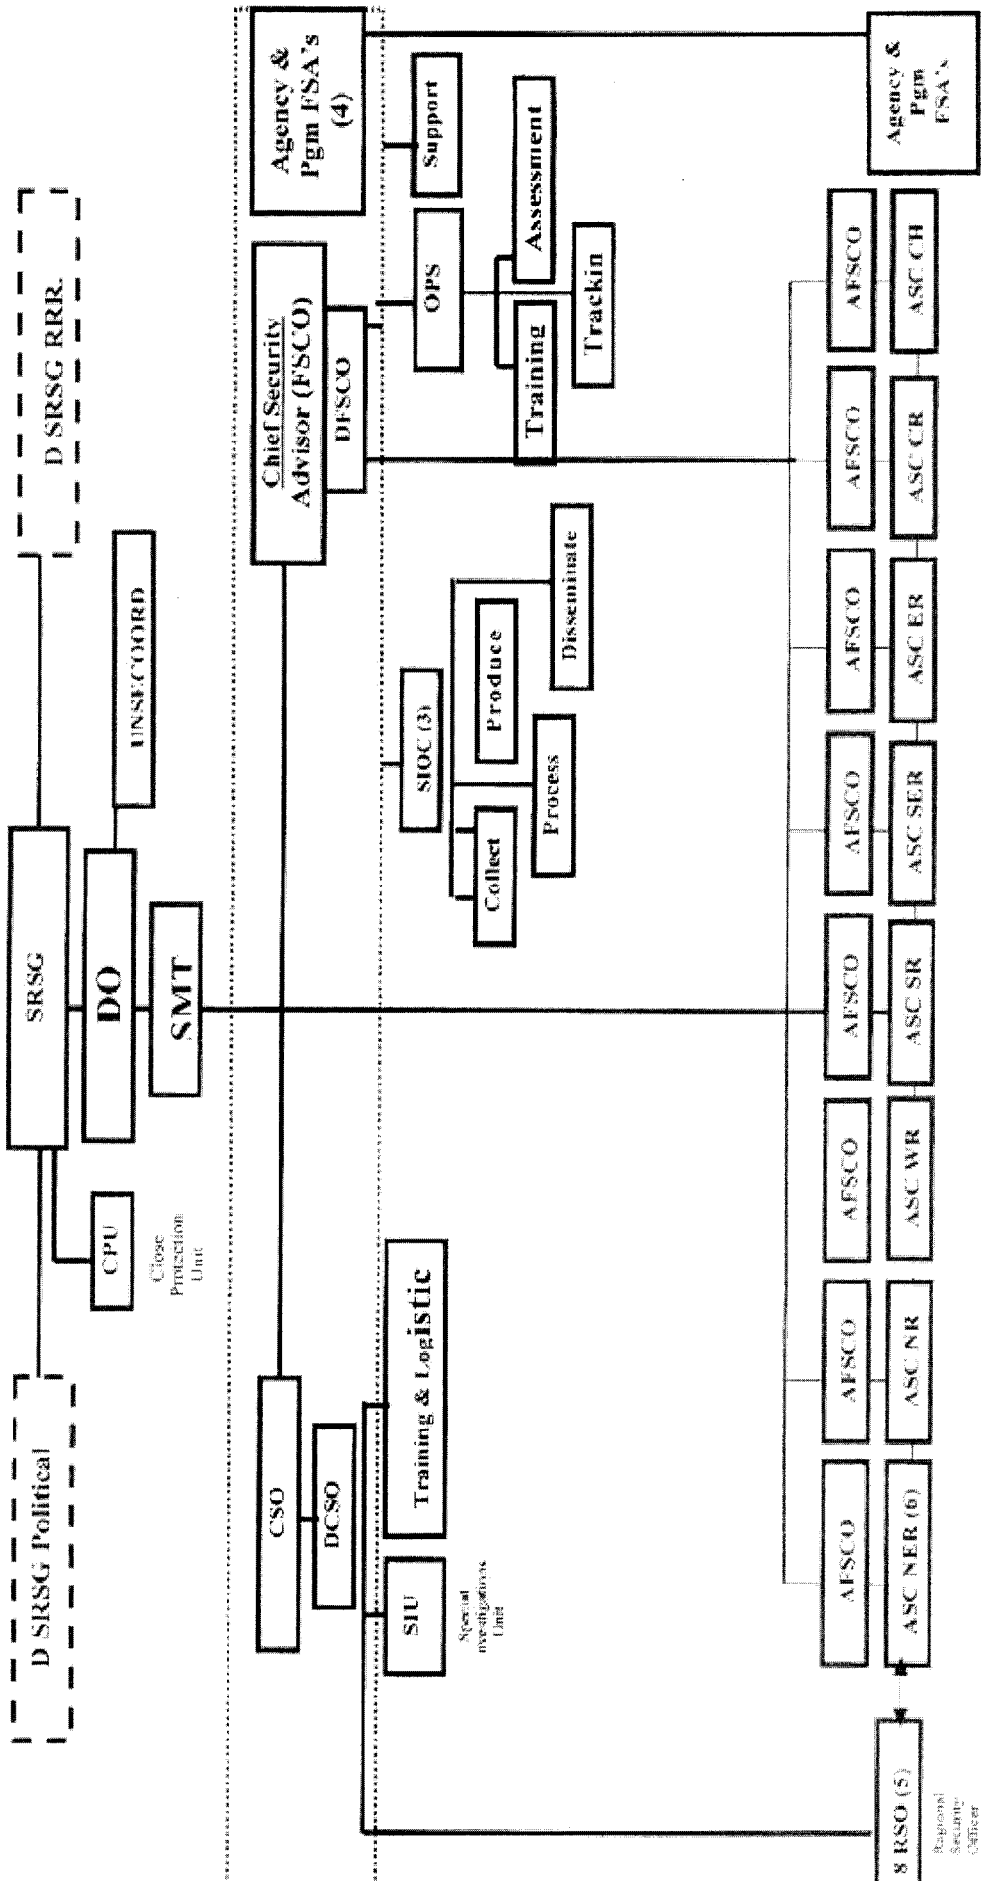 D SRSG Political
SRSG
D SRSG RRR.
CPU
Close
Protection
Unit
DO
UNSECOORD
SMT
CSO
DCSO
Chief Security
Advisor (FSCO)
DFSCO
Agency &
Pgm FSA's
(4)
SIU
Special
Investigations
Unit
Training & Logistic
SIOC (3)
Collect
Produce
Process
Disseminate
OPS
Support
Training
Assessment
Trackin
AFSCO
AFSCO
AFSCO
AFSCO
AFSCO
AFSCO
AFSCO
AFSCO
8 RSO (5)
Regional
Security
Officer
ASC NER (6)
ASC NR
ASC WR
ASC SR
ASC SER
ASC ER
ASC CR
ASC CH
Agency &
Pgm
FSA's